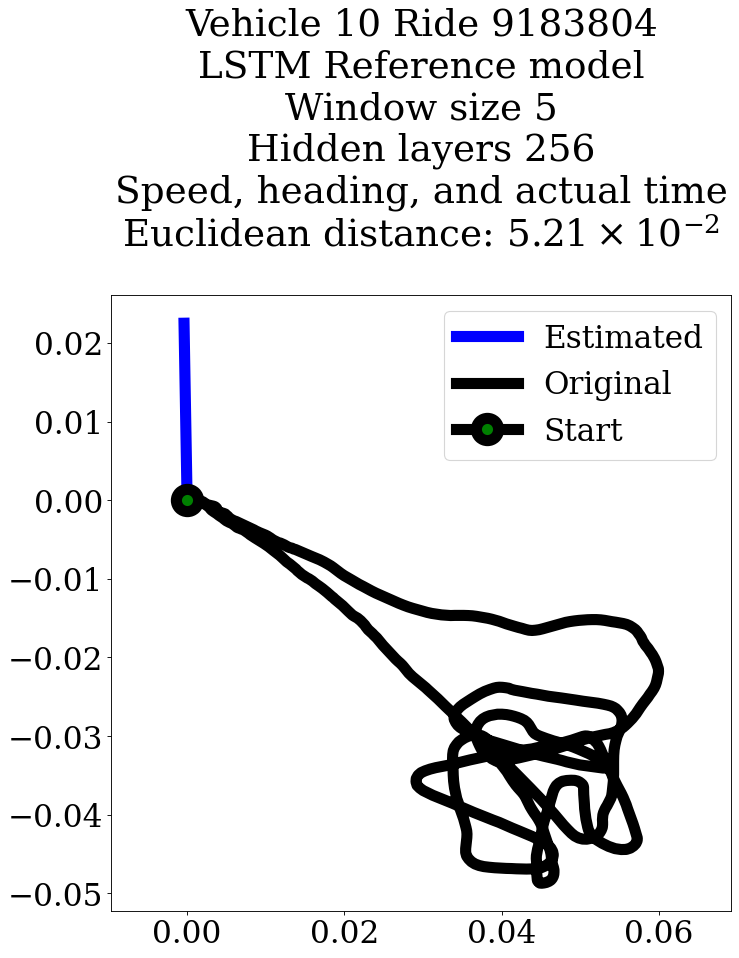 Vehicle 10 Ride 9183804
LSTM Reference model
Window size 5
Hidden layers 256
Speed, heading, and actual time
Euclidean distance: 5.21 × 10⁻²
Estimated
Original
Start
0.02
0.01
0.00
−0.01
−0.02
−0.03
−0.04
−0.05
0.00 0.02 0.04 0.06